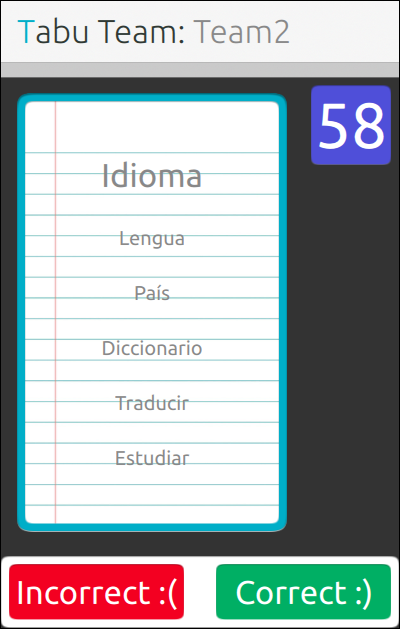 Tabu Team: Team2
58
Idioma
Lengua
País
Diccionario
Traducir
Estudiar
Incorrect :(
Correct :)